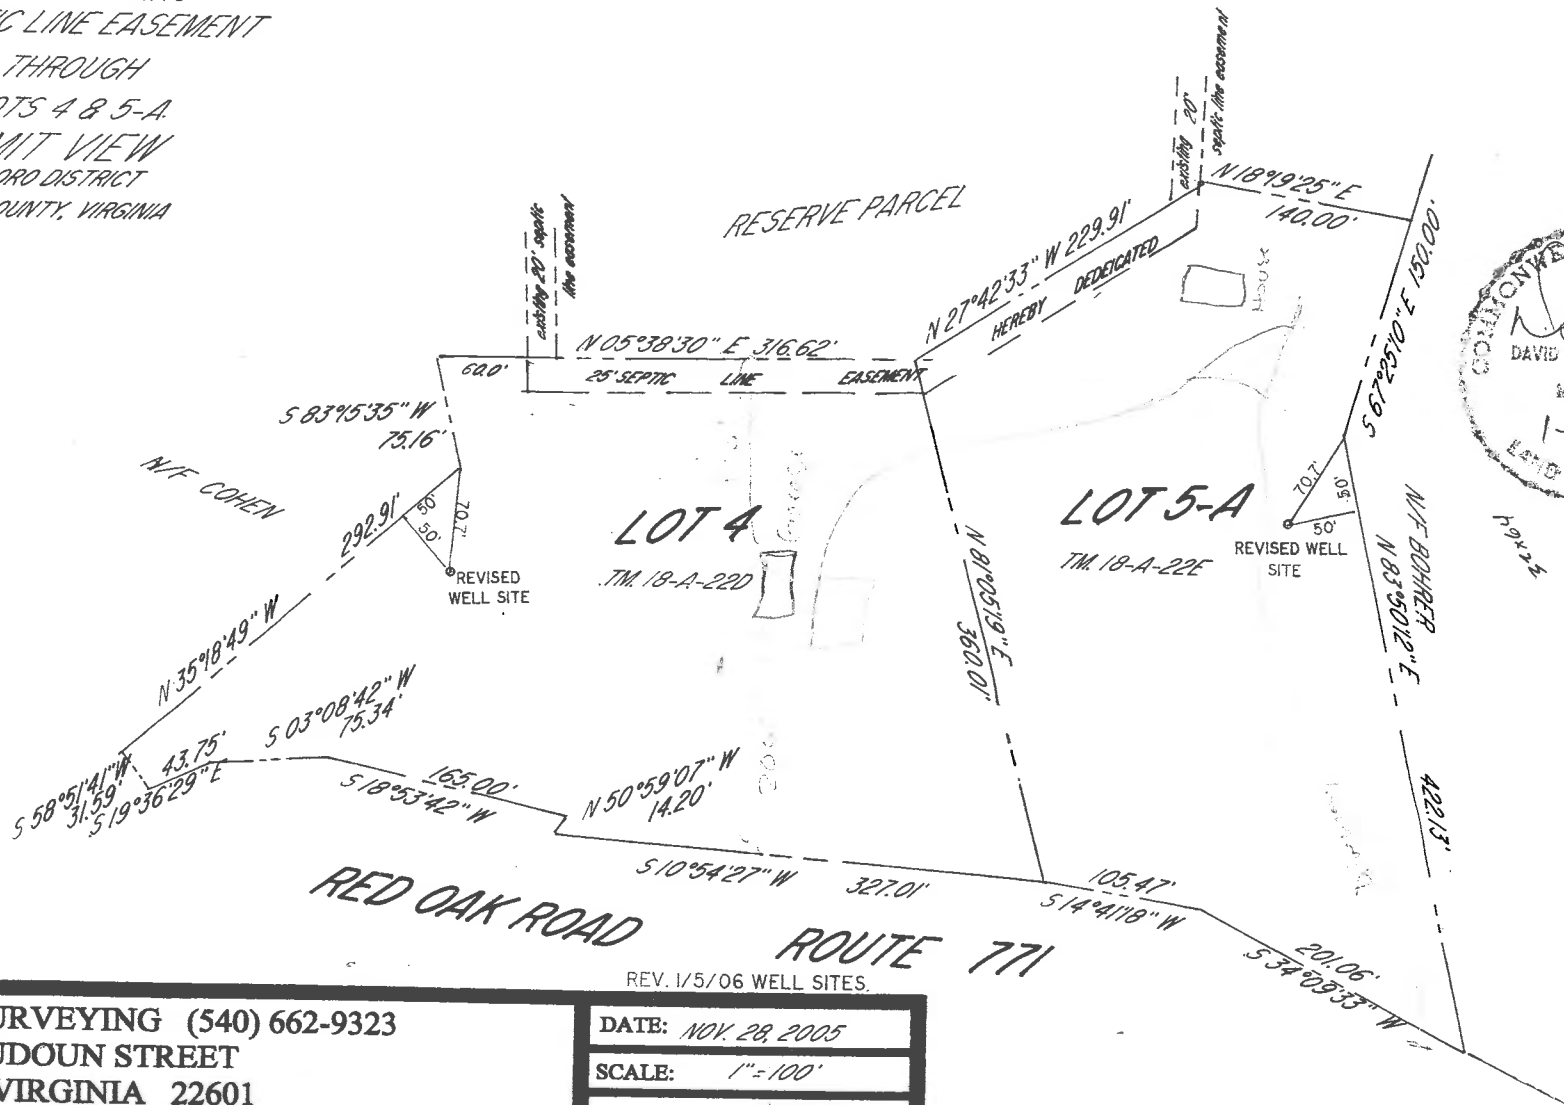 IC LINE EASEMENT
THROUGH
OTS 4 & 5-A
MIT VIEW
ORO DISTRICT
OUNTY, VIRGINIA
existing 20' septic
line easement
RESERVE PARCEL
existing 20'
septic line easement
N 18°19'25" E
140.00'
N 27°42'33" W 229.91'
HEREBY DEDEICATED
House
S 67°25'10" E 150.00'
COMMONWE
DAVID
LAND
N 05°38'30" E 316.62'
60.0'
25' SEPTIC LINE EASEMENT
S 83°15'35" W
75.16'
N/F COHEN
292.91'
N 35°18'49" W
50'
50'
70.7'
REVISED
WELL SITE
LOT 4
TM. 18-A-22D
Garage
N 81°05'19" E
360.01'
LOT 5-A
TM. 18-A-22E
70.7'
50'
50'
REVISED WELL
SITE
N/F BOHRER
N 83°50'12" E
422.13'
32x64
S 58°51'41" W
31.59'
43.75'
S 19°36'29" E
S 03°08'42" W
75.34'
165.00'
S 18°53'42" W
N 50°59'07" W
14.20'
S 10°54'27" W 327.01'
105.47'
S 14°41'18" W
201.06'
S 34°09'33" W
RED OAK ROAD ROUTE 771
REV. 1/5/06 WELL SITES.
URVEYING (540) 662-9323
UDOUN STREET
VIRGINIA 22601
DATE: NOV. 28, 2005
SCALE: 1"=100'